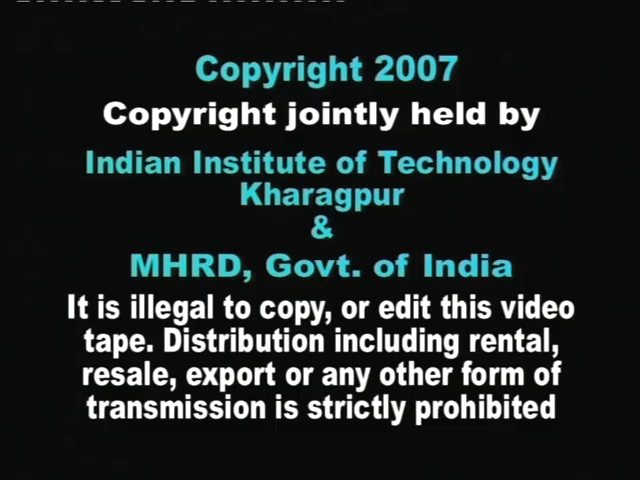 Copyright 2007
Copyright jointly held by
Indian Institute of Technology
Kharagpur
&
MHRD, Govt. of India
It is illegal to copy, or edit this video
tape. Distribution including rental,
resale, export or any other form of
transmission is strictly prohibited